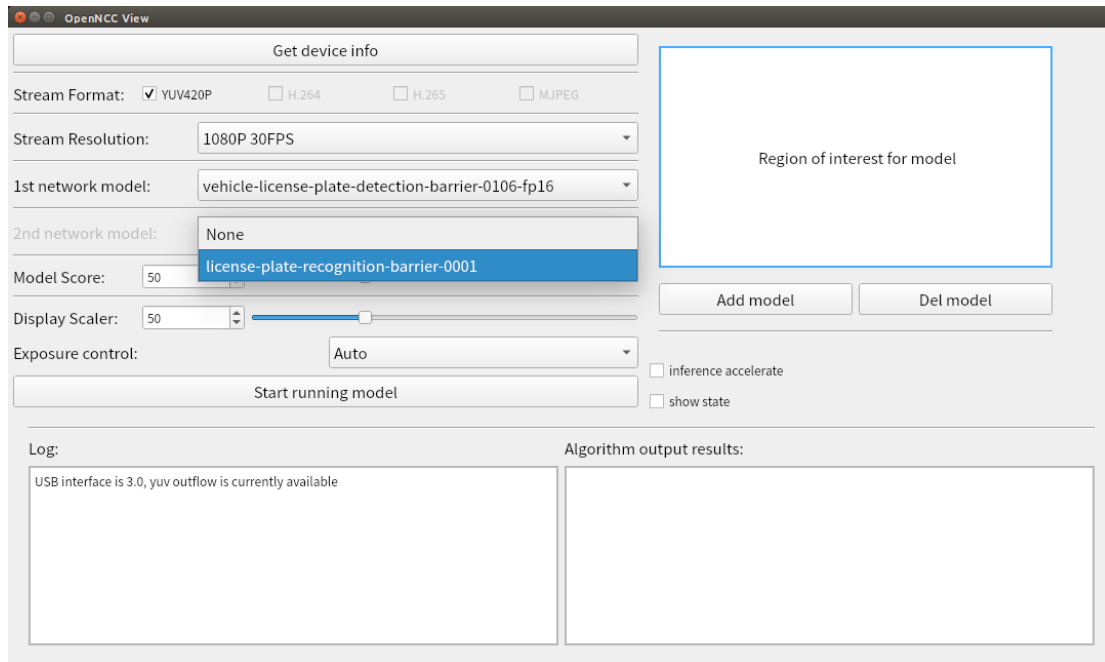 OpenNCC View
Get device info
Stream Format: YUV420P H.264 H.265 MJPEG
Stream Resolution: 1080P 30FPS
1st network model: vehicle-license-plate-detection-barrier-0106-fp16
2nd network model:
None
license-plate-recognition-barrier-0001
Model Score: 50
Display Scaler: 50
Exposure control: Auto
Start running model
Region of interest for model
Add model Del model
inference accelerate
show state
Log:
USB interface is 3.0, yuv outflow is currently available
Algorithm output results: